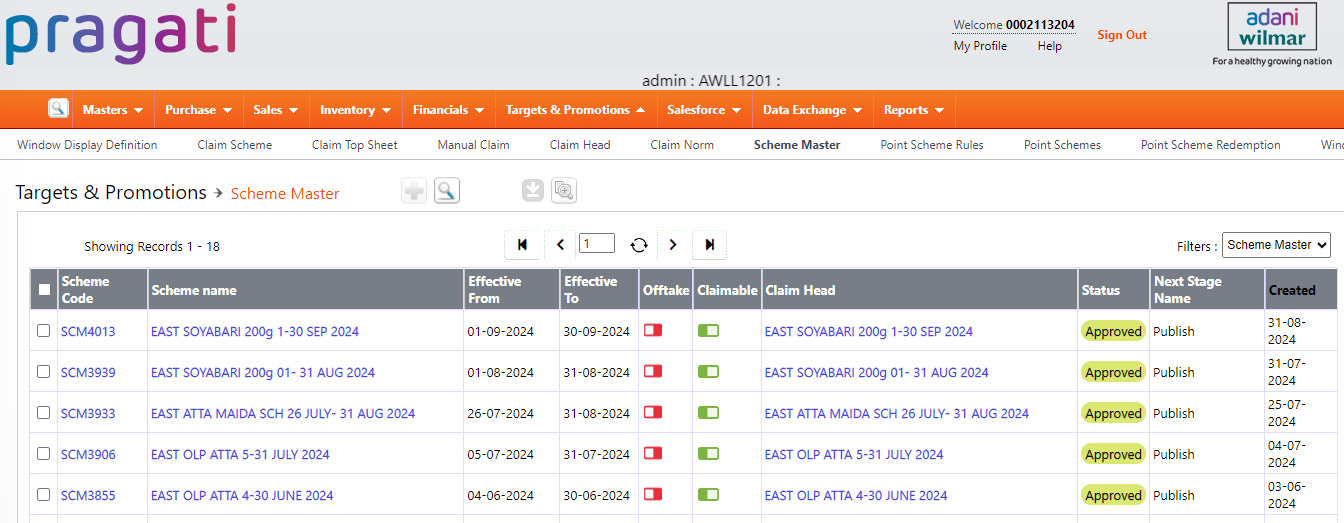 pragati
Welcome 0002113204
My Profile Help
Sign Out
adani
wilmar
For a healthy growing nation
admin : AWLL1201 :
Masters Purchase Sales Inventory Financials Targets & Promotions Salesforce Data Exchange Reports
Window Display Definition Claim Scheme Claim Top Sheet Manual Claim Claim Head Claim Norm Scheme Master Point Scheme Rules Point Schemes Point Scheme Redemption Winc
Targets & Promotions → Scheme Master
Showing Records 1 - 18
1
Filters : Scheme Master
Scheme Code Scheme name Effective From Effective To Offtake Claimable Claim Head Status Next Stage Name Created
SCM4013 EAST SOYABARI 200g 1-30 SEP 2024 01-09-2024 30-09-2024 EAST SOYABARI 200g 1-30 SEP 2024 Approved Publish 31-08-2024
SCM3939 EAST SOYABARI 200g 01- 31 AUG 2024 01-08-2024 31-08-2024 EAST SOYABARI 200g 01- 31 AUG 2024 Approved Publish 31-07-2024
SCM3933 EAST ATTA MAIDA SCH 26 JULY- 31 AUG 2024 26-07-2024 31-08-2024 EAST ATTA MAIDA SCH 26 JULY- 31 AUG 2024 Approved Publish 25-07-2024
SCM3906 EAST OLP ATTA 5-31 JULY 2024 05-07-2024 31-07-2024 EAST OLP ATTA 5-31 JULY 2024 Approved Publish 04-07-2024
SCM3855 EAST OLP ATTA 4-30 JUNE 2024 04-06-2024 30-06-2024 EAST OLP ATTA 4-30 JUNE 2024 Approved Publish 03-06-2024